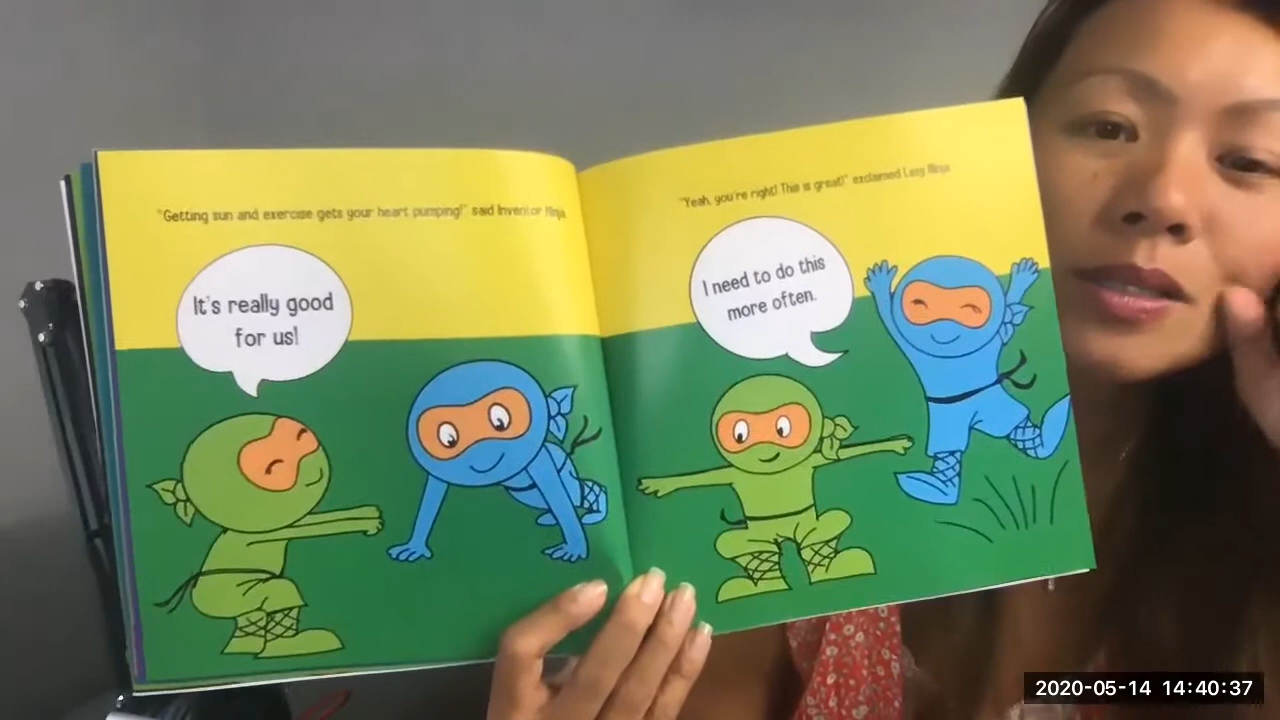 "Getting sun and exercise gets your heart pumping!" said Inventor Ninja.
It's really good
for us!
"Yeah, you're right! This is great!" exclaimed Lazy Ninja
I need to do this
more often.
2020-05-14 14:40:37